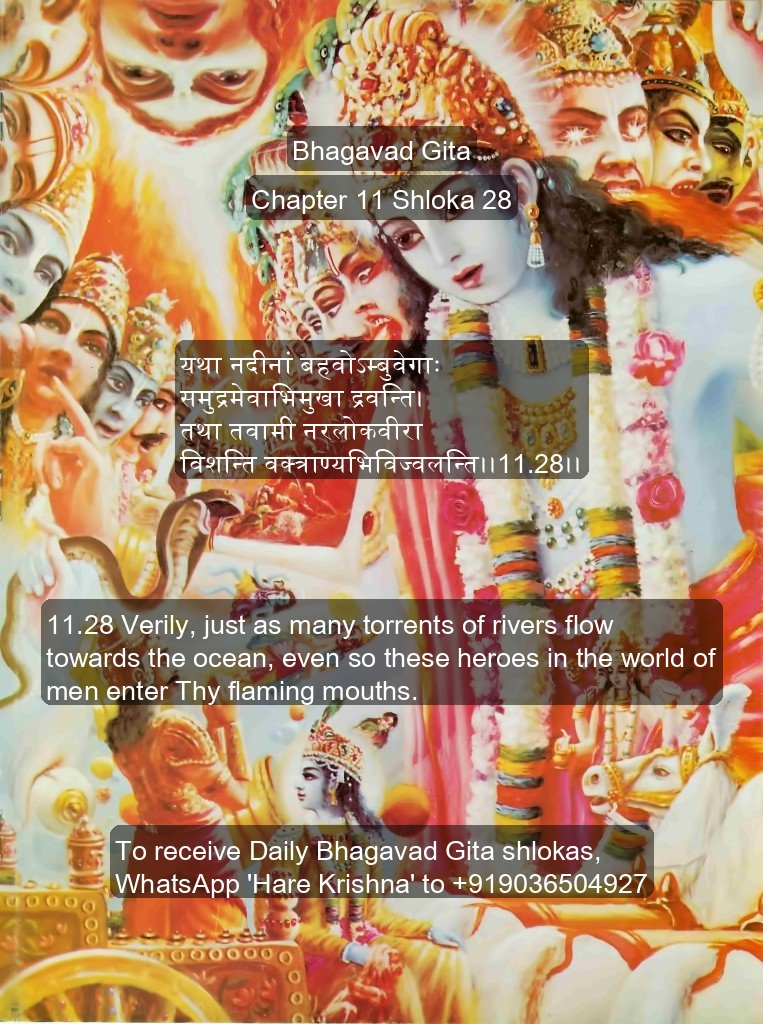 Bhagavad Gita
Chapter 11 Shloka 28
यथा नदीनां बहवोऽम्बुवेगाः
समुद्रमेवाभिमुखा द्रवन्ति।
तथा तवामी नरलोकवीरा
विशन्ति वक्त्राण्यभिविज्वलन्ति।।11.28।।
11.28 Verily, just as many torrents of rivers flow
towards the ocean, even so these heroes in the world of
men enter Thy flaming mouths.
To receive Daily Bhagavad Gita shlokas,
WhatsApp 'Hare Krishna' to +919036504927